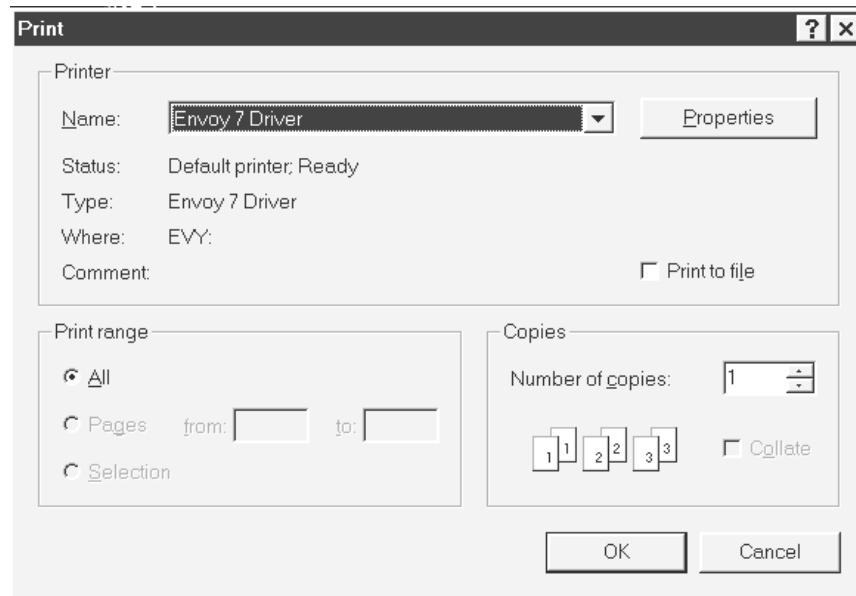 Print ? ×
Printer
Name: Envoy 7 Driver Properties
Status: Default printer; Ready
Type: Envoy 7 Driver
Where: EVY:
Comment: Print to file
Print range
All
Pages from: to:
Selection
Copies
Number of copies: 1
1 1 2 2 3 3 Collate
OK Cancel